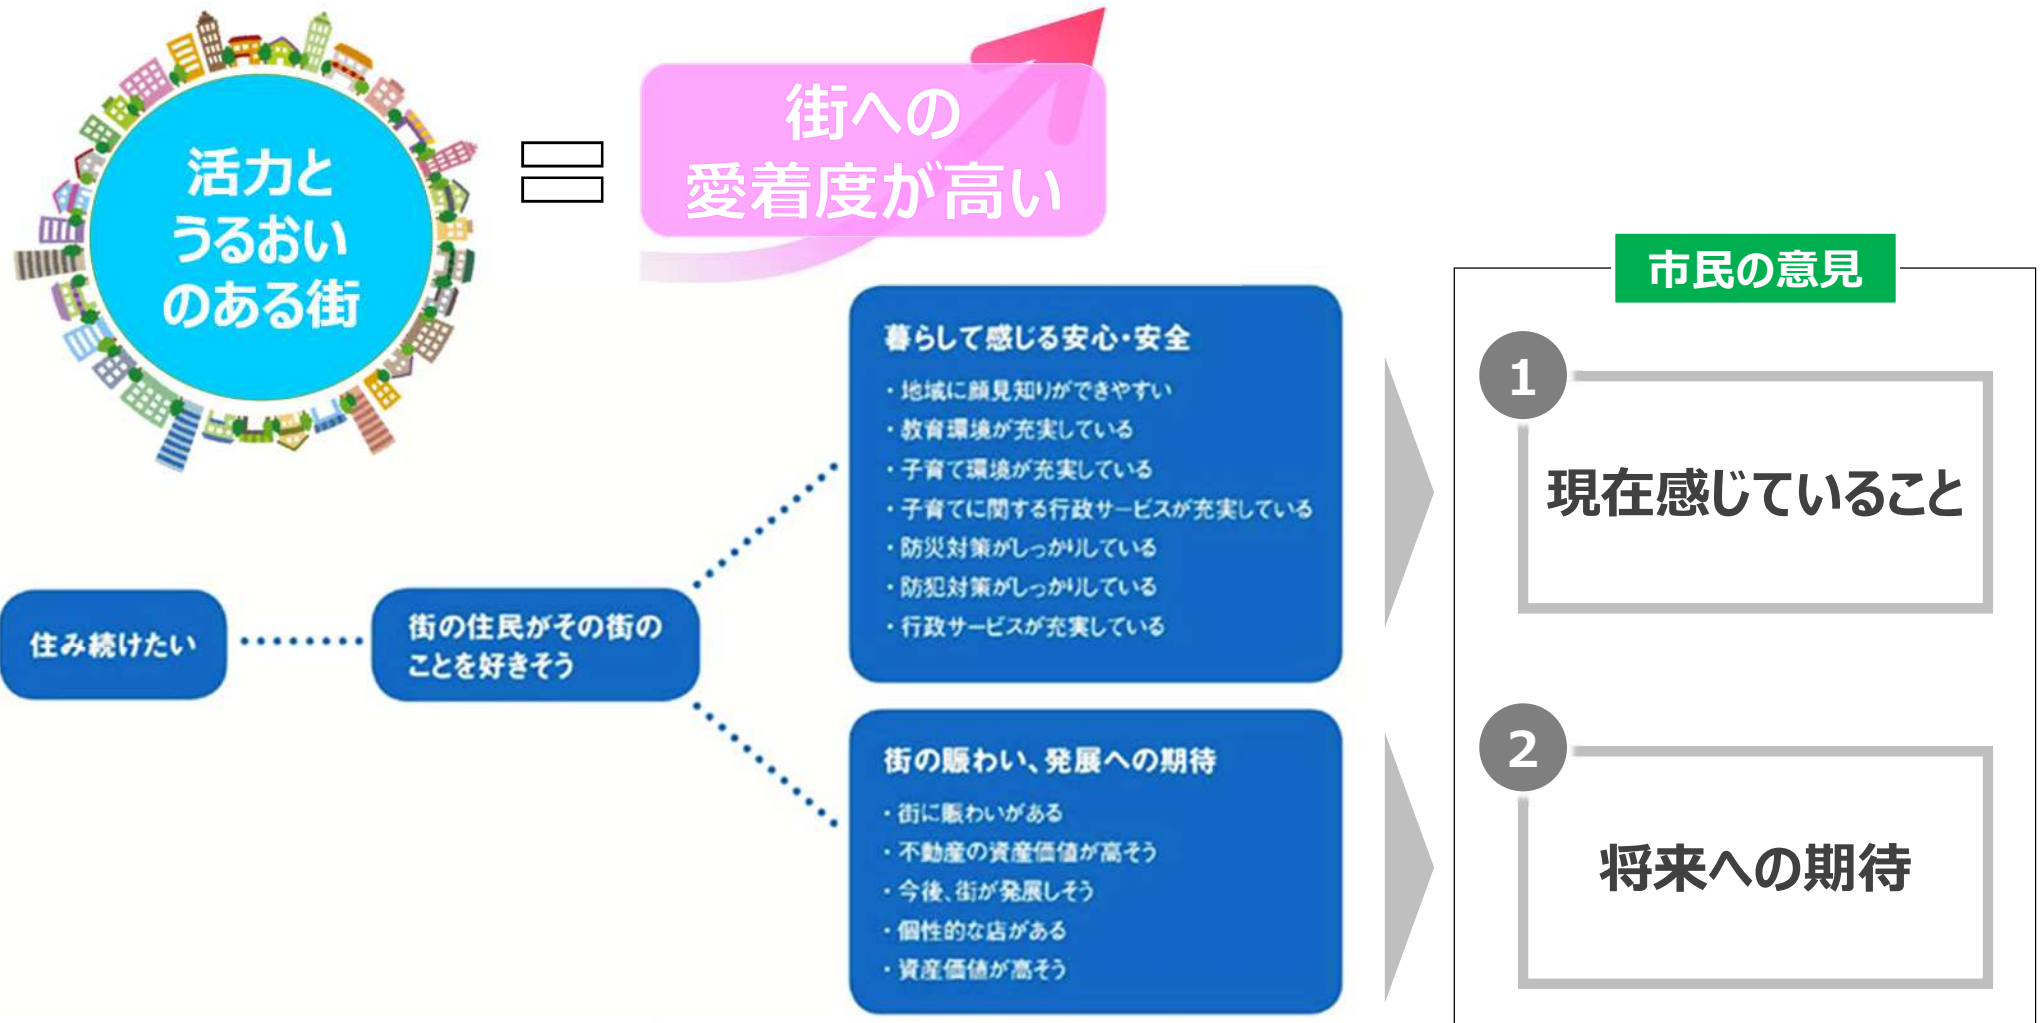 活力と
うるおい
のある街
街への
愛着度が高い
住み続けたい
街の住民がその街の
ことを好きそう
暮らして感じる安心・安全
・地域に顔見知りができやすい
・教育環境が充実している
・子育て環境が充実している
・子育てに関する行政サービスが充実している
・防災対策がしっかりしている
・防犯対策がしっかりしている
・行政サービスが充実している
街の賑わい、発展への期待
・街に賑わいがある
・不動産の資産価値が高そう
・今後、街が発展しそう
・個性的な店がある
・資産価値が高そう
市民の意見
1
現在感じていること
2
将来への期待